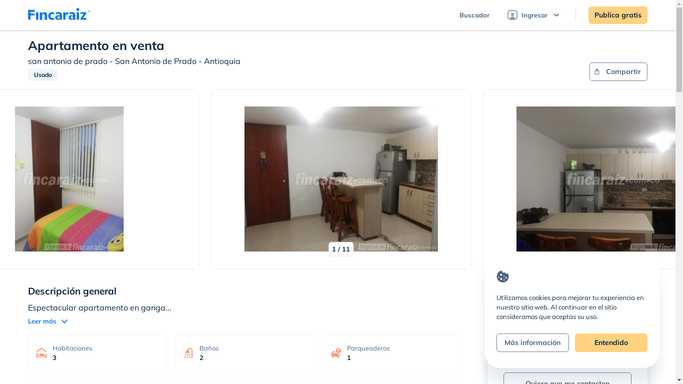 Fincaraiz
Buscador
Ingresar
Publica gratis
Apartamento en venta
san antonio de prado - San Antonio de Prado - Antioquia
Usado
Compartir
fincaraiz
fincaraiz
fincaraiz
fincaraiz
fincaraiz
1 / 11
Descripción general
Espectacular apartamento en ganga...
Leer más
Habitaciones
3
Baños
2
Parqueaderos
1
Utilizamos cookies para mejorar tu experiencia en
nuestro sitio web. Al continuar en el sitio
consideramos que aceptas su uso.
Más información
Entendido
Quiero que me contacten